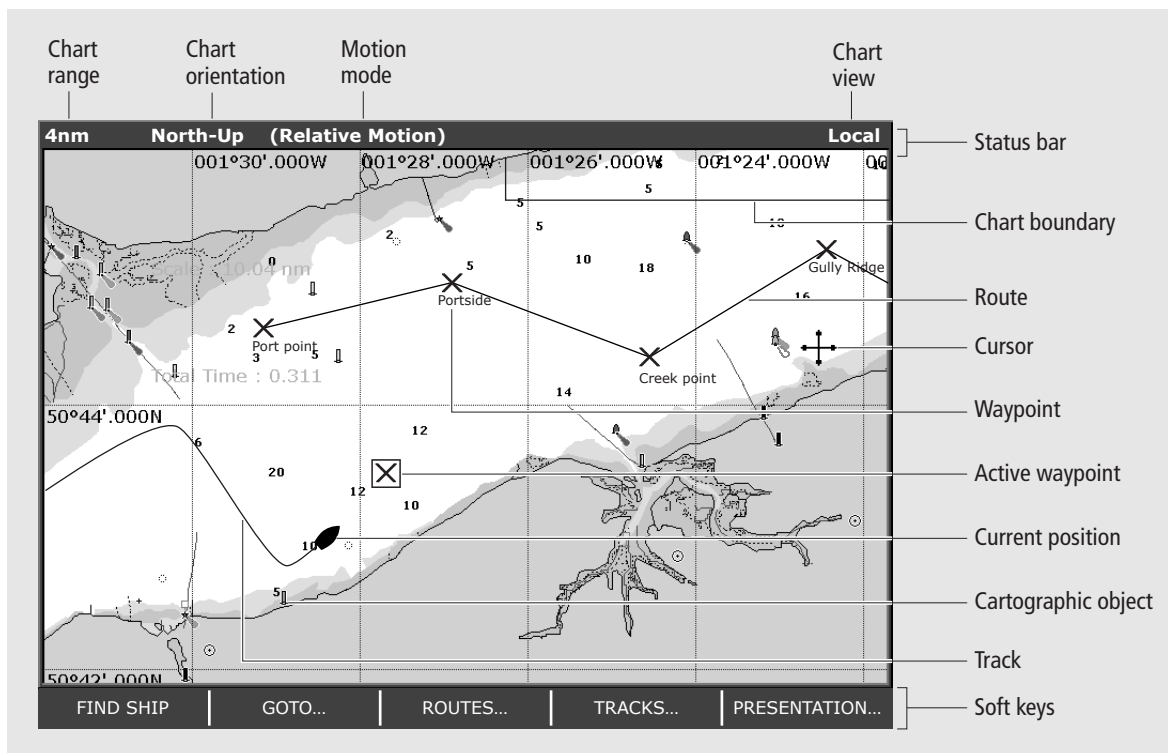 Chart range
Chart orientation
Motion mode
Chart view
4nm North-Up (Relative Motion) Local
Status bar
001°30'.000W 001°28'.000W 001°26'.000W 001°24'.000W 00
5
5
5
10
Chart boundary
5
10
2
0
5
10
18
Scale : 10.04 nm
Gully Ridge
Portside
16
Route
2
Port point
3
5
Cursor
Creek point
Total Time : 0.311
14
50°44'.000N
Waypoint
12
6
20
12
Active waypoint
10
10
Current position
5
Cartographic object
Track
50°42'.000N
FIND SHIP GOTO... ROUTES... TRACKS... PRESENTATION...
Soft keys